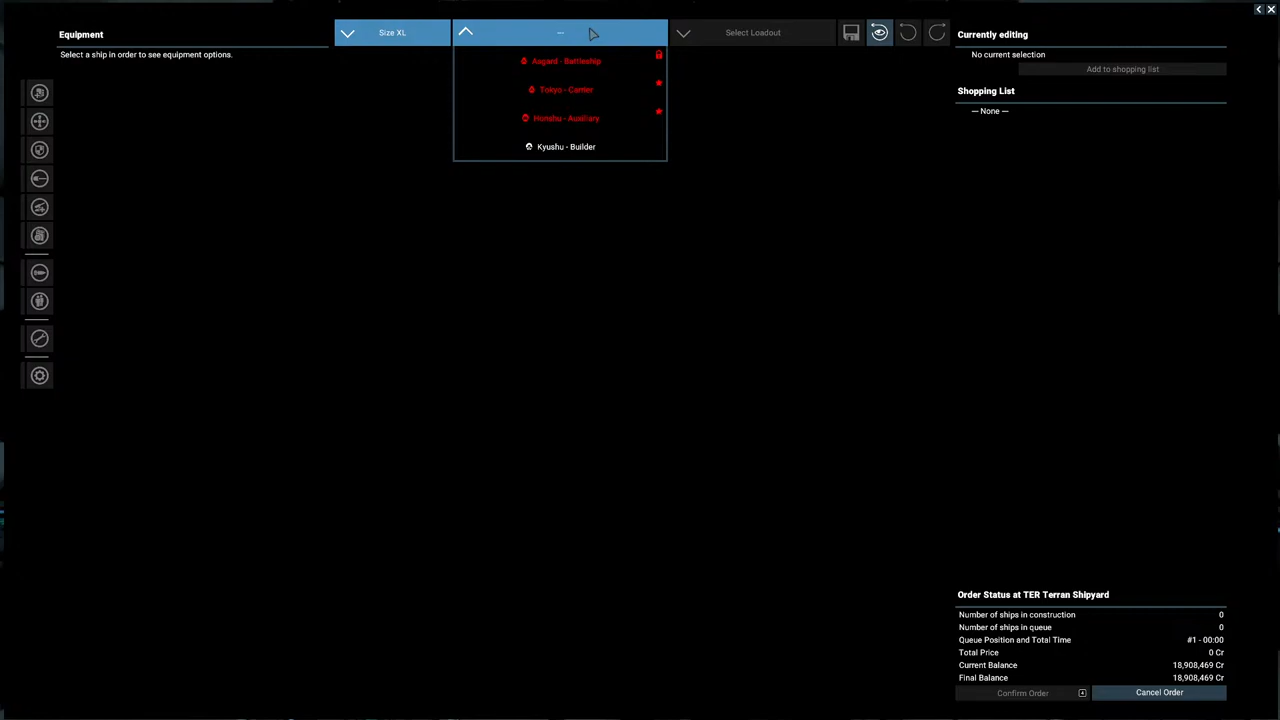 Equipment
Select a ship in order to see equipment options.
Size XL
---
Select Loadout
Asgard - Battleship
Tokyo - Carrier
Honshu - Auxiliary
Kyushu - Builder
Currently editing
No current selection
Add to shopping list
Shopping List
— None —
Order Status at TER Terran Shipyard
Number of ships in construction 0
Number of ships in queue 0
Queue Position and Total Time #1 - 00:00
Total Price 0 Cr
Current Balance 18,908,469 Cr
Final Balance 18,908,469 Cr
Confirm Order
Cancel Order